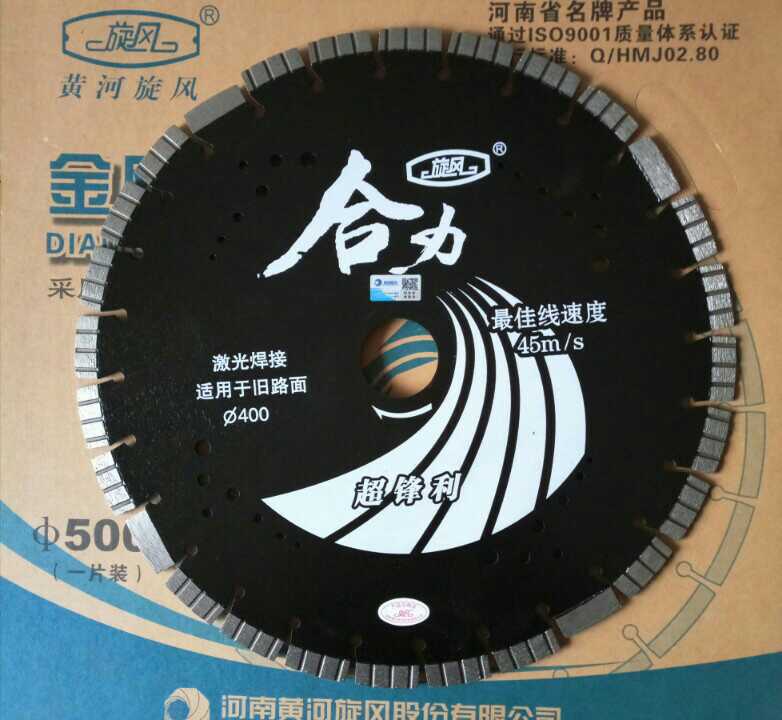 旋风®
黄河旋风
河南省名牌产品
通过ISO9001质量体系认证
标准：Q/HMJ02.80
金
DIA
采
旋风®
合力
最佳线速度
45m/s
激光焊接
适用于旧路面
Ø400
超锋利
Φ500
（一片装）
河南黄河旋风股份有限公司